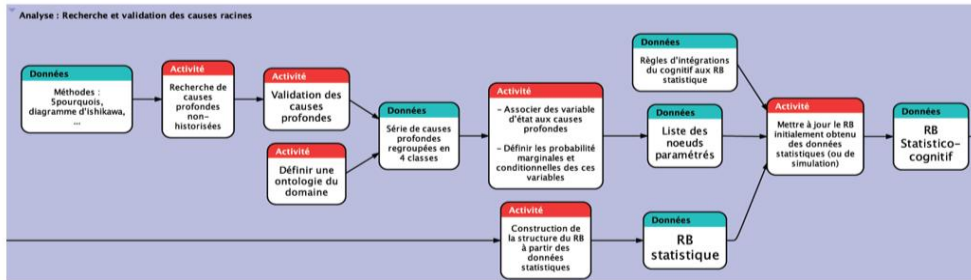 Analyse : Recherche et validation des causes racines
Données
Méthodes :
5pourquois,
diagramme d'ishikawa,
...
Activité
Recherche de
causes
profondes
non-
historisées
Activité
Validation des
causes
profondes
Activité
Définir une
ontologie du
domaine
Données
Série de causes
profondes
regroupées en
4 classes
Activité
- Associer des variable
d'état aux causes
profondes
- Définir les probabilité
marginales et
conditionnelles des ces
variables
Données
Règles d'intégrations
du cognitif aux RB
statistique
Données
Liste des
noeuds
paramétrés
Activité
Mettre à jour le RB
initialement obtenu
des données
statistiques (ou de
simulation)
Données
RB
Statistico-
cognitif
Activité
Construction de
la structure du RB
à partir des
données
statistiques
Données
RB
statistique